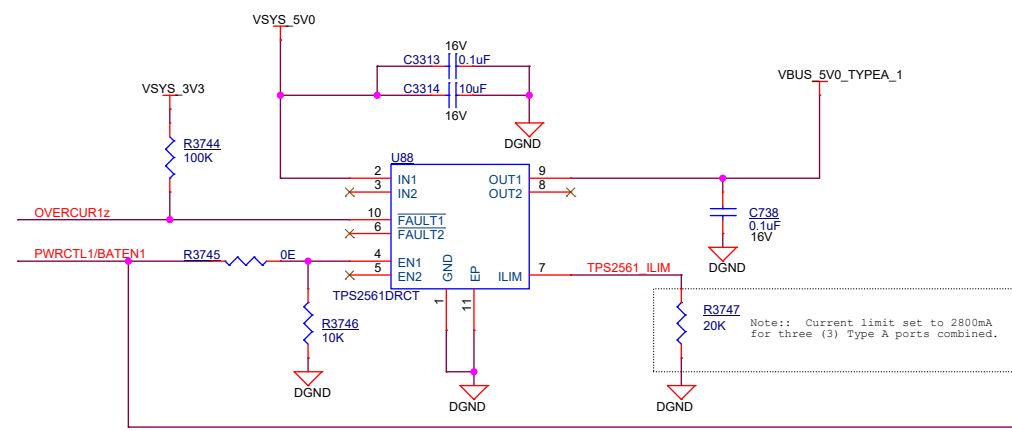 VSYS_5V0
16V
C3313 0.1uF
C3314 10uF
16V
VBUS_5V0_TYPEA_1
VSYS_3V3
DGND
R3744
100K
U88
2 IN1 OUT1 9
3 IN2 OUT2 8
OVERCUR1z
10 FAULT1
6 FAULT2
C738
0.1uF
16V
DGND
PWRCTL1/BATEN1
R3745 0E
4 EN1
5 EN2
GND
EP
ILIM 7
TPS2561_ILIM
TPS2561DRCT
1
11
R3746
10K
R3747
20K
Note:: Current limit set to 2800mA
for three (3) Type A ports combined.
DGND
DGND
DGND